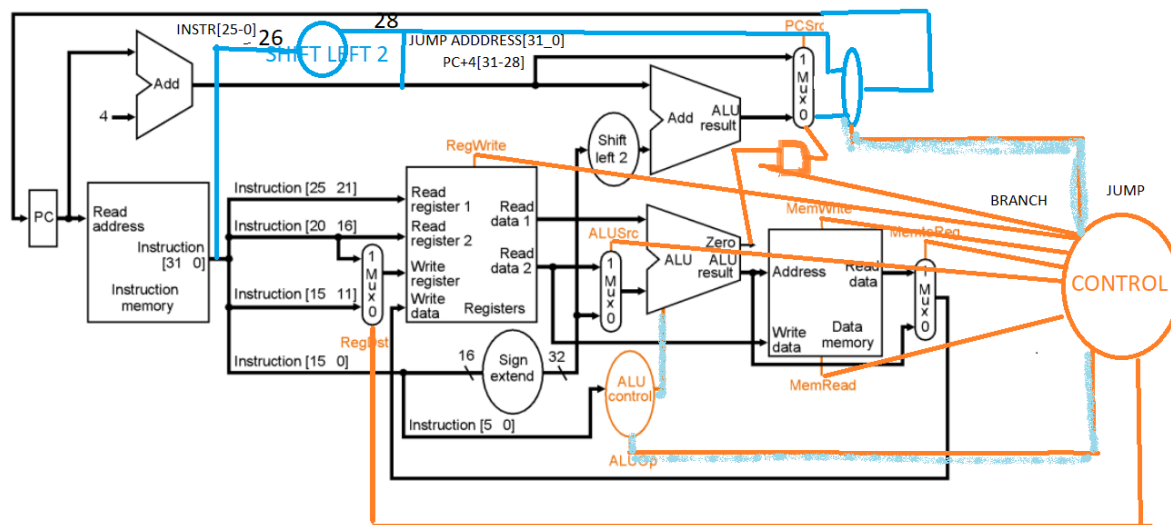 INSTR[25-0]
26
28
SHIFT LEFT 2
JUMP ADDDRESS[31_0]
PC+4[31-28]
PCSrc
1
Mux
0
Add
4
Add
ALU
result
Shift
left 2
RegWrite
BRANCH
JUMP
PC
Read
address
Instruction
[31 0]
Instruction
memory
Instruction [25 21]
Instruction [20 16]
Instruction [15 11]
Instruction [15 0]
1
Mux
0
RegDst
Read
register 1
Read
register 2
Write
register
Write
data
Read
data 1
Read
data 2
Registers
ALUSrc
1
Mux
0
Zero
ALU
ALU
result
MemWrite
Address
Read
data
Write
data
Data
memory
MemRead
MemtoReg
1
Mux
0
CONTROL
16
Sign
extend
32
Instruction [5 0]
ALU
control
ALUOp